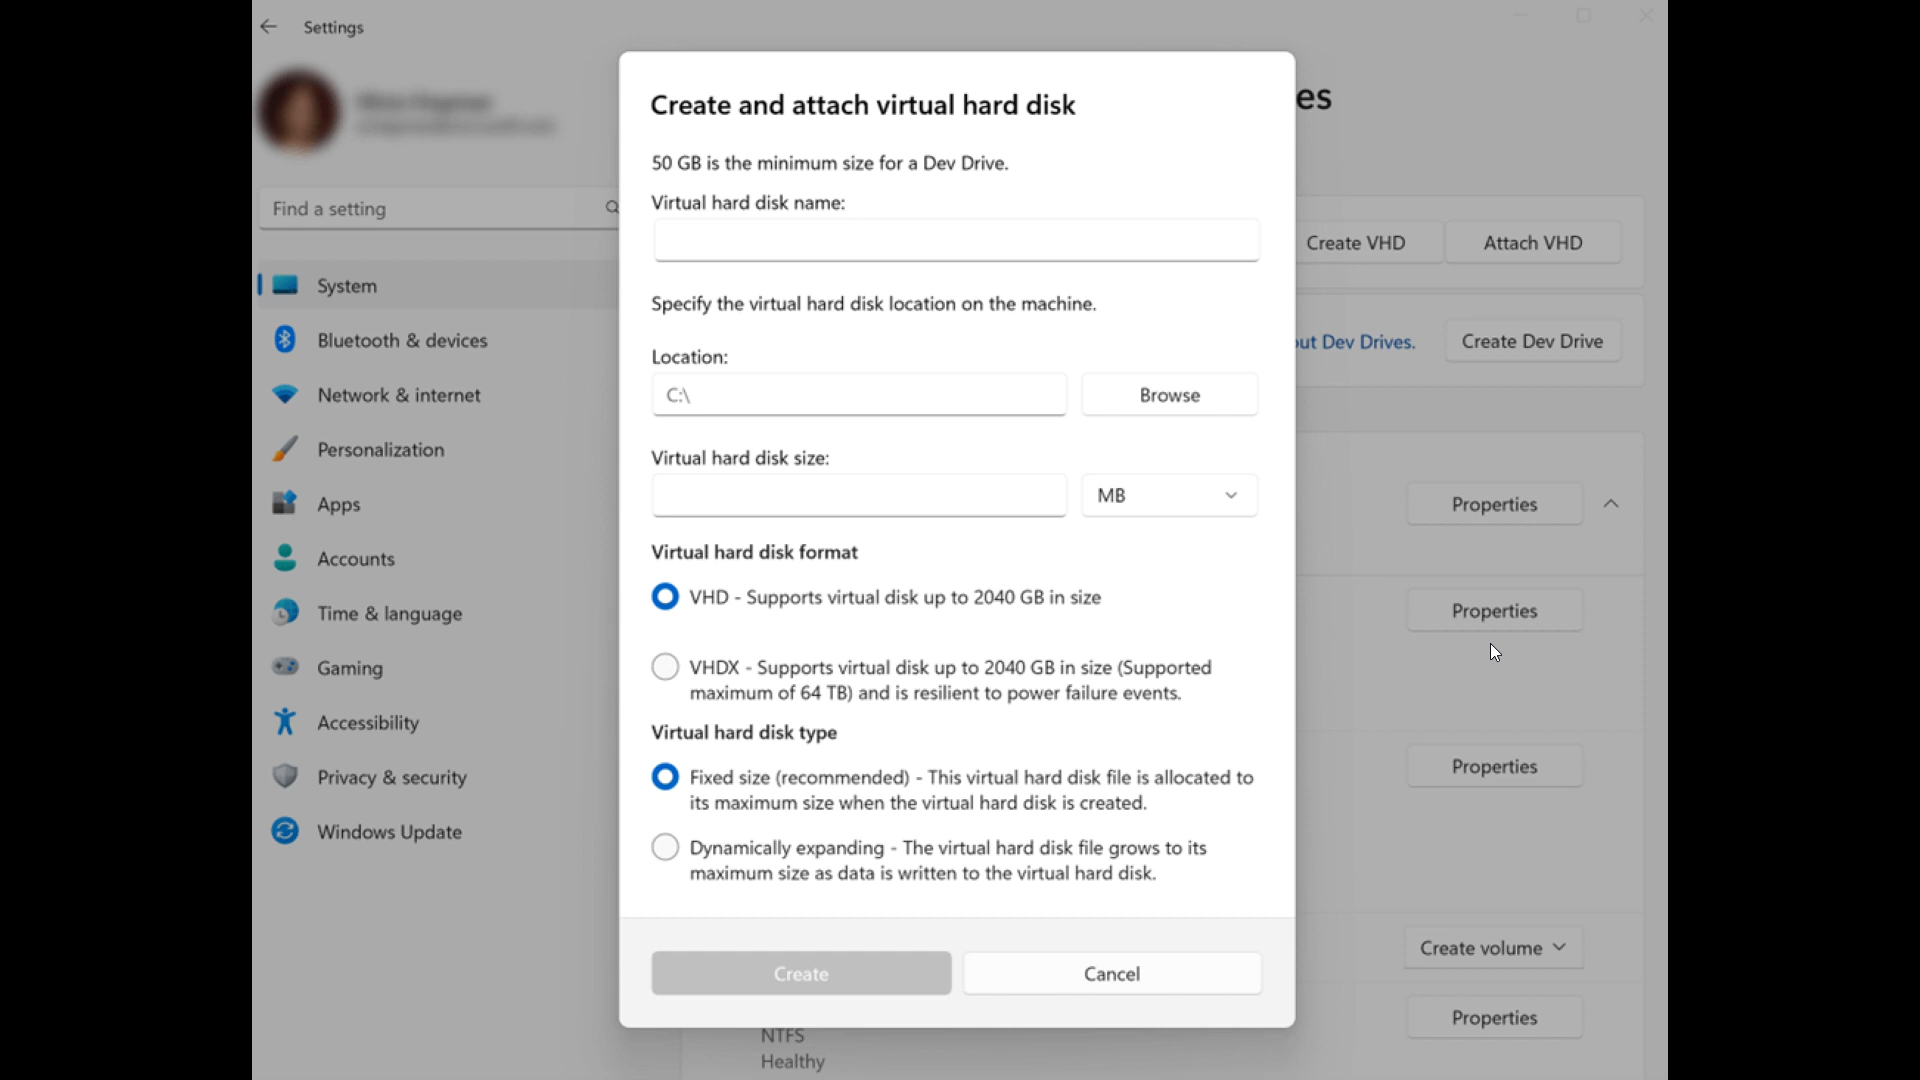 Settings
Find a setting
System
Bluetooth & devices
Network & internet
Personalization
Apps
Accounts
Time & language
Gaming
Accessibility
Privacy & security
Windows Update
Create and attach virtual hard disk
50 GB is the minimum size for a Dev Drive.
Virtual hard disk name:
Specify the virtual hard disk location on the machine.
Location:
C:\
Browse
Virtual hard disk size:
MB
Virtual hard disk format
VHD - Supports virtual disk up to 2040 GB in size
VHDX - Supports virtual disk up to 2040 GB in size (Supported
maximum of 64 TB) and is resilient to power failure events.
Virtual hard disk type
Fixed size (recommended) - This virtual hard disk file is allocated to
its maximum size when the virtual hard disk is created.
Dynamically expanding - The virtual hard disk file grows to its
maximum size as data is written to the virtual hard disk.
Create
Cancel
es
Create VHD
Attach VHD
ut Dev Drives.
Create Dev Drive
Properties
Properties
Properties
Create volume
Properties
NTFS
Healthy